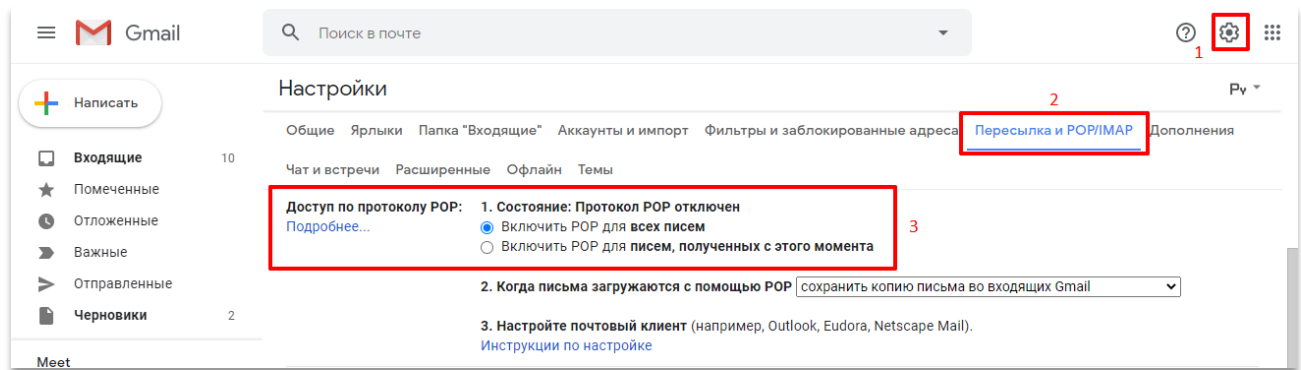 Gmail
Поиск в почте
1
Написать
Настройки
Ру
2
Общие Ярлыки Папка "Входящие" Аккаунты и импорт Фильтры и заблокированные адреса Пересылка и POP/IMAP Дополнения
Чат и встречи Расширенные Офлайн Темы
Входящие 10
Помеченные
Отложенные
Важные
Отправленные
Черновики 2
Meet
Доступ по протоколу POP:
Подробнее...
1. Состояние: Протокол POP отключен
Включить POP для всех писем
Включить POP для писем, полученных с этого момента
3
2. Когда письма загружаются с помощью POP сохранить копию письма во входящих Gmail
3. Настройте почтовый клиент (например, Outlook, Eudora, Netscape Mail).
Инструкции по настройке